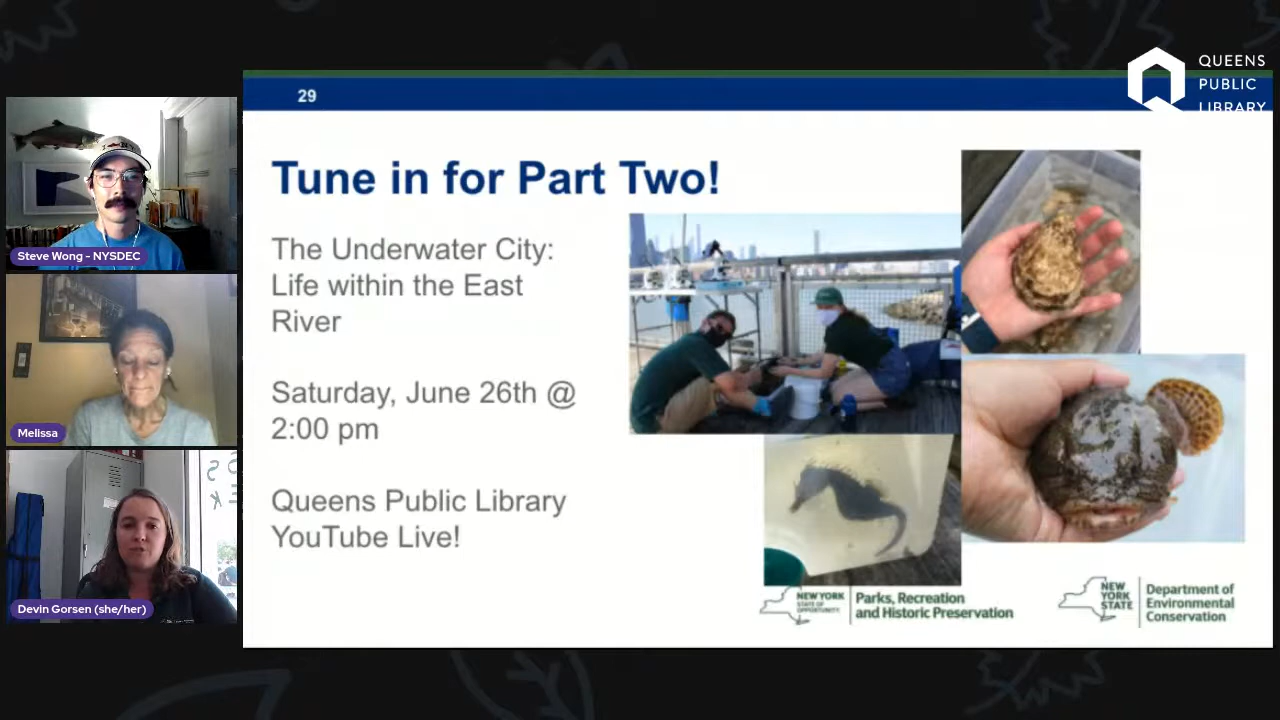 QUEENS
PUBLIC
LIBRARY
29
Tune in for Part Two!
The Underwater City:
Life within the East
River
Saturday, June 26th @
2:00 pm
Queens Public Library
YouTube Live!
Steve Wong - NYSDEC
Melissa
Devin Gorsen (she/her)
NEW YORK
STATE OF
OPPORTUNITY
Parks, Recreation
and Historic Preservation
NEW
YORK
STATE
Department of
Environmental
Conservation